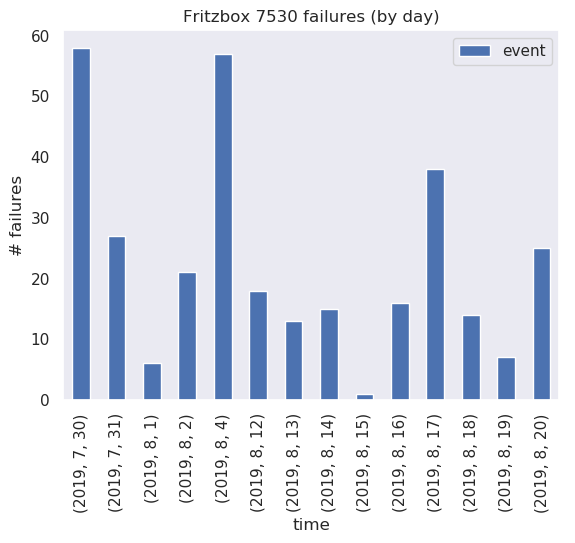 Fritzbox 7530 failures (by day)
event
# failures
60
50
40
30
20
10
0
(2019, 7, 30)
(2019, 7, 31)
(2019, 8, 1)
(2019, 8, 2)
(2019, 8, 4)
(2019, 8, 12)
(2019, 8, 13)
(2019, 8, 14)
(2019, 8, 15)
(2019, 8, 16)
(2019, 8, 17)
(2019, 8, 18)
(2019, 8, 19)
(2019, 8, 20)
time